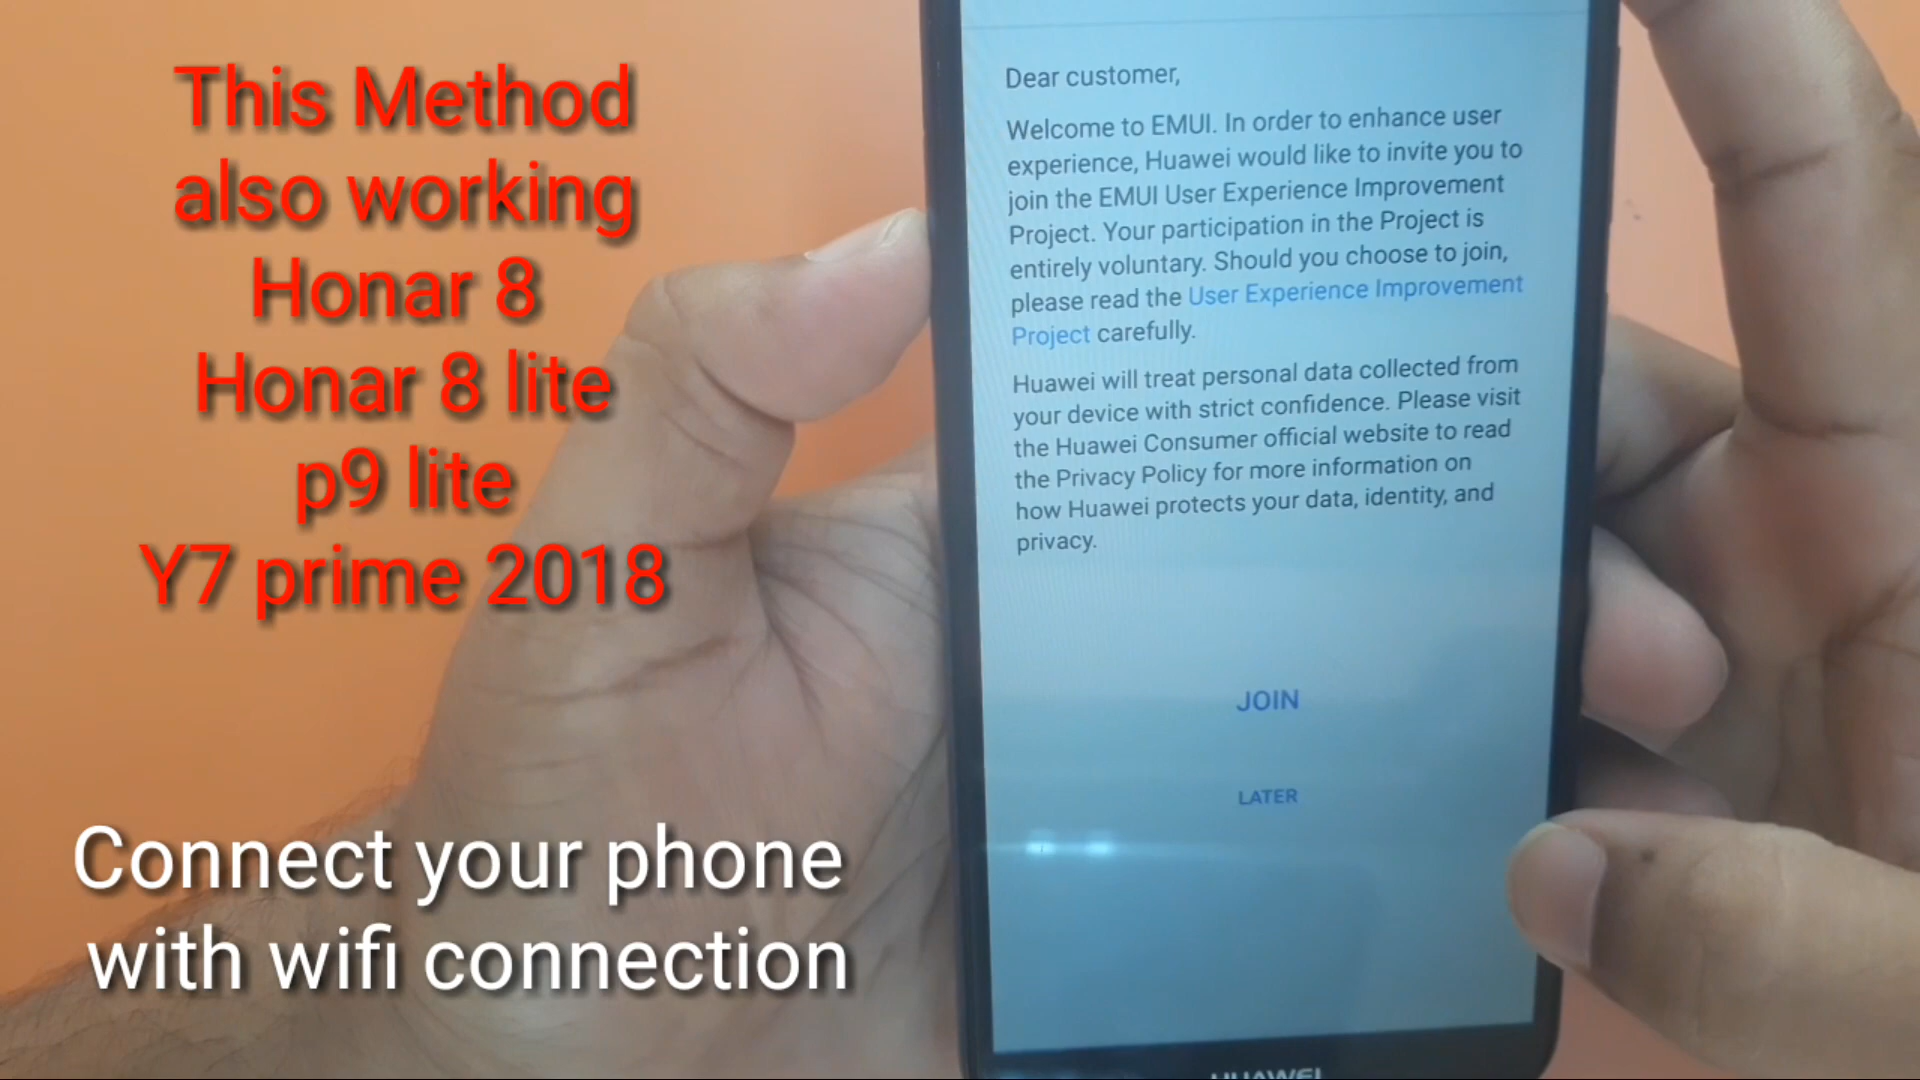 This Method
also working
Honar 8
Honar 8 lite
p9 lite
Y7 prime 2018
Connect your phone
with wifi connection
Dear customer,
Welcome to EMUI. In order to enhance user
experience, Huawei would like to invite you to
join the EMUI User Experience Improvement
Project. Your participation in the Project is
entirely voluntary. Should you choose to join,
please read the User Experience Improvement
Project carefully.
Huawei will treat personal data collected from
your device with strict confidence. Please visit
the Huawei Consumer official website to read
the Privacy Policy for more information on
how Huawei protects your data, identity, and
privacy.
JOIN
LATER
HUAWEI